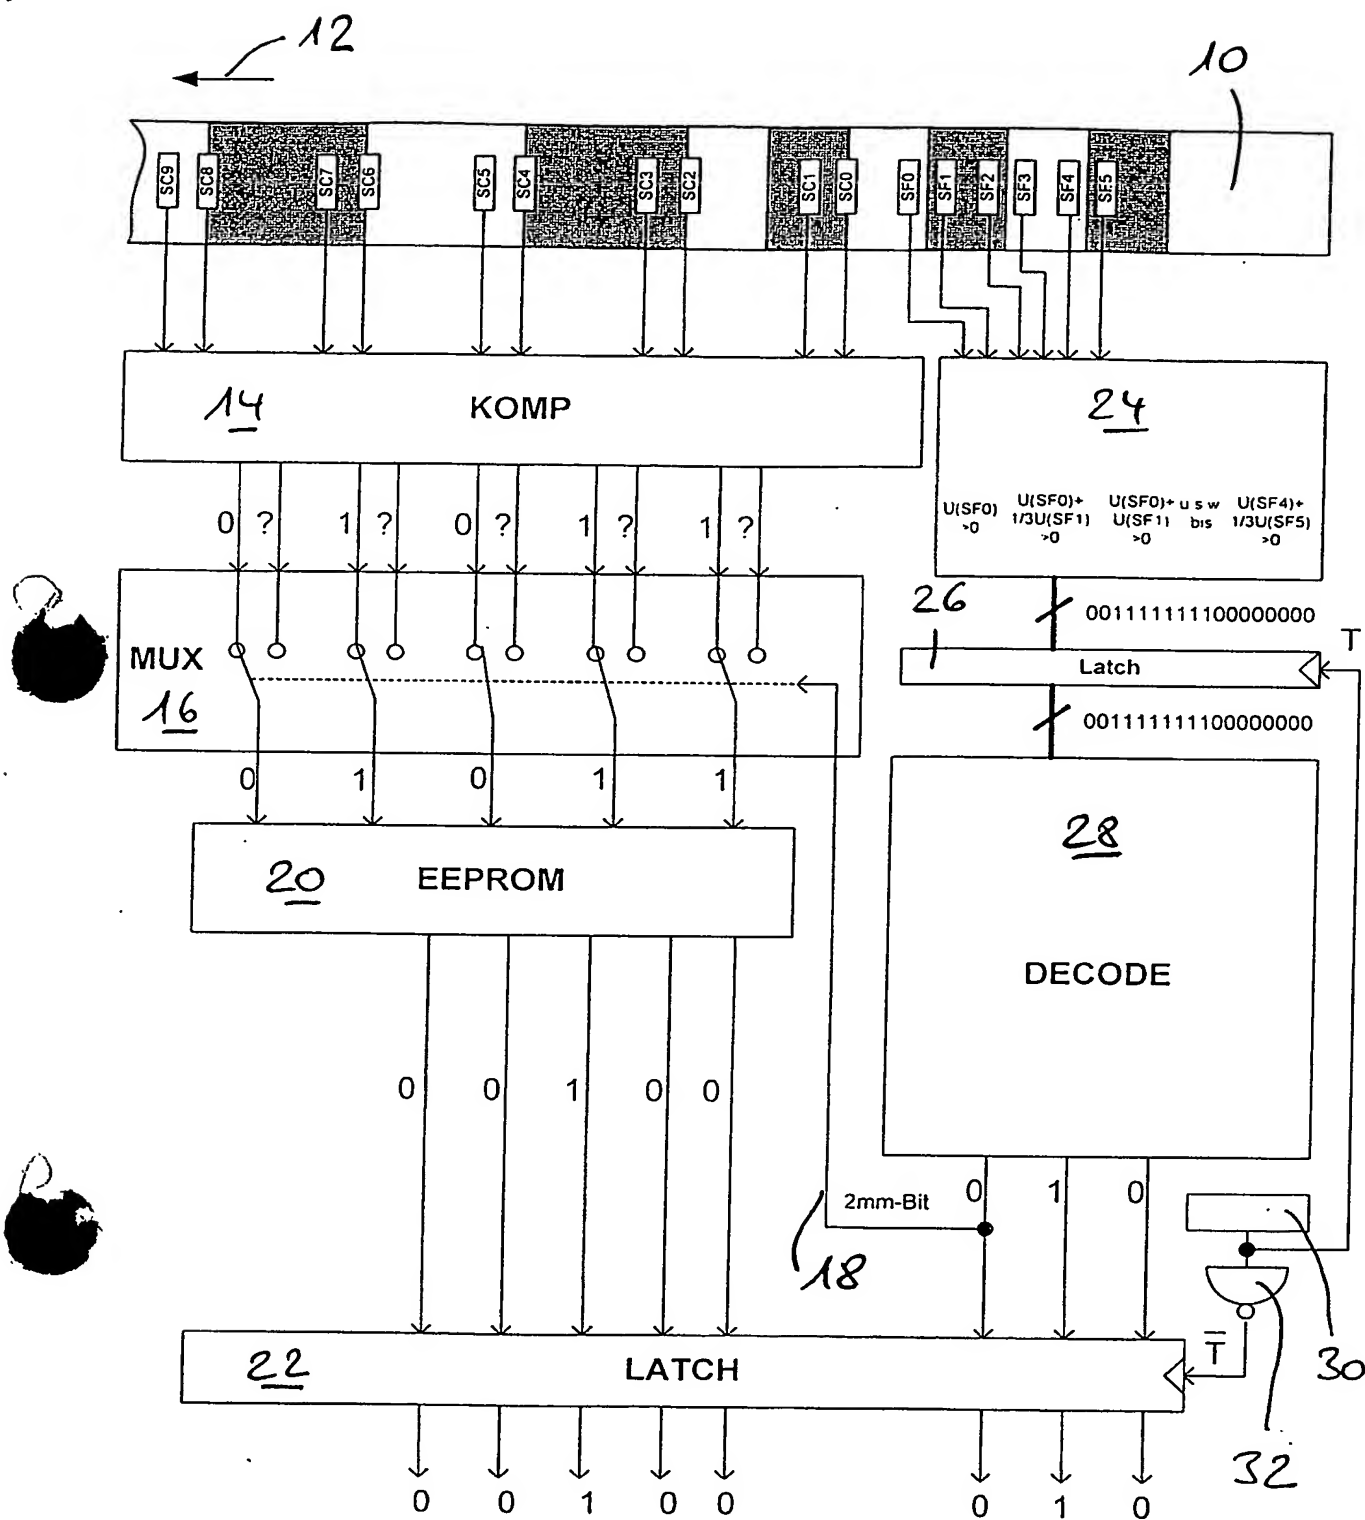 12
10
SC9 SC8 SC7 SC6 SC5 SC4 SC3 SC2 SC1 SC0 SF0 SF1 SF2 SF3 SF4 SF5
14 KOMP
24
U(SF0) >0
U(SF0)+ 1/3U(SF1) >0
U(SF0)+ U(SF1) >0
u s w bis
U(SF4)+ 1/3U(SF5) >0
0 ? 1 ? 0 ? 1 ? 1 ?
26
0011111111100000000
T
MUX
16
Latch
0011111111100000000
0 1 0 1 1
28
20 EEPROM
DECODE
0 0 1 0 0
2mm-Bit
0 1 0
18
22 LATCH
T
30
32
0 0 1 0 0 0 1 0